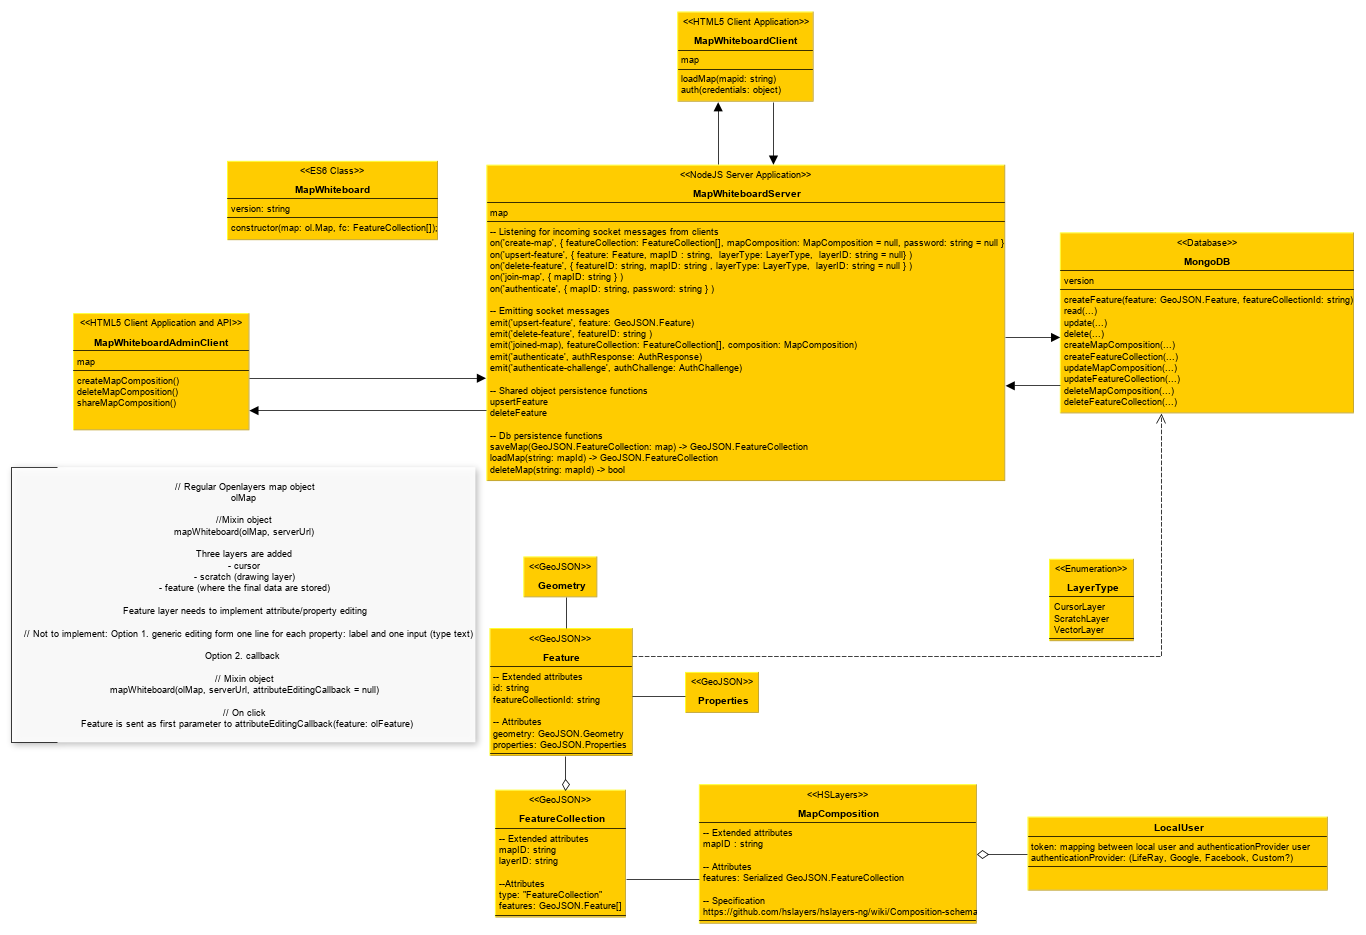 <<HTML5 Client Application>>
MapWhiteboardClient
map
loadMap(mapid: string)
auth(credentials: object)
<<ES6 Class>>
MapWhiteboard
version: string
constructor(map: ol.Map, fc: FeatureCollection[]);
<<NodeJS Server Application>>
MapWhiteboardServer
map
-- Listening for incoming socket messages from clients
on('create-map', { featureCollection: FeatureCollection[], mapComposition: MapComposition = null, password: string = null }
on('upsert-feature', { feature: Feature, mapID : string,  layerType: LayerType,  layerID: string = null} )
on('delete-feature', { featureID: string, mapID: string , layerType: LayerType,  layerID: string = null } )
on('join-map', { mapID: string } )
on('authenticate', { mapID: string, password: string } )
-- Emitting socket messages
emit('upsert-feature', feature: GeoJSON.Feature)
emit('delete-feature', featureID: string )
emit('joined-map), featureCollection: FeatureCollection[], composition: MapComposition)
emit('authenticate', authResponse: AuthResponse)
emit('authenticate-challenge', authChallenge: AuthChallenge)
-- Shared object persistence functions
upsertFeature
deleteFeature
-- Db persistence functions
saveMap(GeoJSON.FeatureCollection: map) -> GeoJSON.FeatureCollection
loadMap(string: mapId) -> GeoJSON.FeatureCollection
deleteMap(string: mapId) -> bool
<<Database>>
MongoDB
version
createFeature(feature: GeoJSON.Feature, featureCollectionId: string)
read(...)
update(...)
delete(...)
createMapComposition(...)
createFeatureCollection(...)
updateMapComposition(...)
updateFeatureCollection(...)
deleteMapComposition(...)
deleteFeatureCollection(...)
<<HTML5 Client Application and API>>
MapWhiteboardAdminClient
map
createMapComposition()
deleteMapComposition()
shareMapComposition()
// Regular Openlayers map object
olMap
//Mixin object
mapWhiteboard(olMap, serverUrl)
Three layers are added
- cursor
- scratch (drawing layer)
- feature (where the final data are stored)
Feature layer needs to implement attribute/property editing
// Not to implement: Option 1. generic editing form one line for each property: label and one input (type text)
Option 2. callback
// Mixin object
mapWhiteboard(olMap, serverUrl, attributeEditingCallback = null)
// On click
Feature is sent as first parameter to attributeEditingCallback(feature: olFeature)
<<GeoJSON>>
Geometry
<<Enumeration>>
LayerType
CursorLayer
ScratchLayer
VectorLayer
<<GeoJSON>>
Feature
-- Extended attributes
id: string
featureCollectionId: string
-- Attributes
geometry: GeoJSON.Geometry
properties: GeoJSON.Properties
<<GeoJSON>>
Properties
<<GeoJSON>>
FeatureCollection
-- Extended attributes
mapID: string
layerID: string
--Attributes
type: "FeatureCollection"
features: GeoJSON.Feature[]
<<HSLayers>>
MapComposition
-- Extended attributes
mapID : string
-- Attributes
features: Serialized GeoJSON.FeatureCollection
-- Specification
https://github.com/hslayers/hslayers-ng/wiki/Composition-schema
LocalUser
token: mapping between local user and authenticationProvider user
authenticationProvider: (LifeRay, Google, Facebook, Custom?)